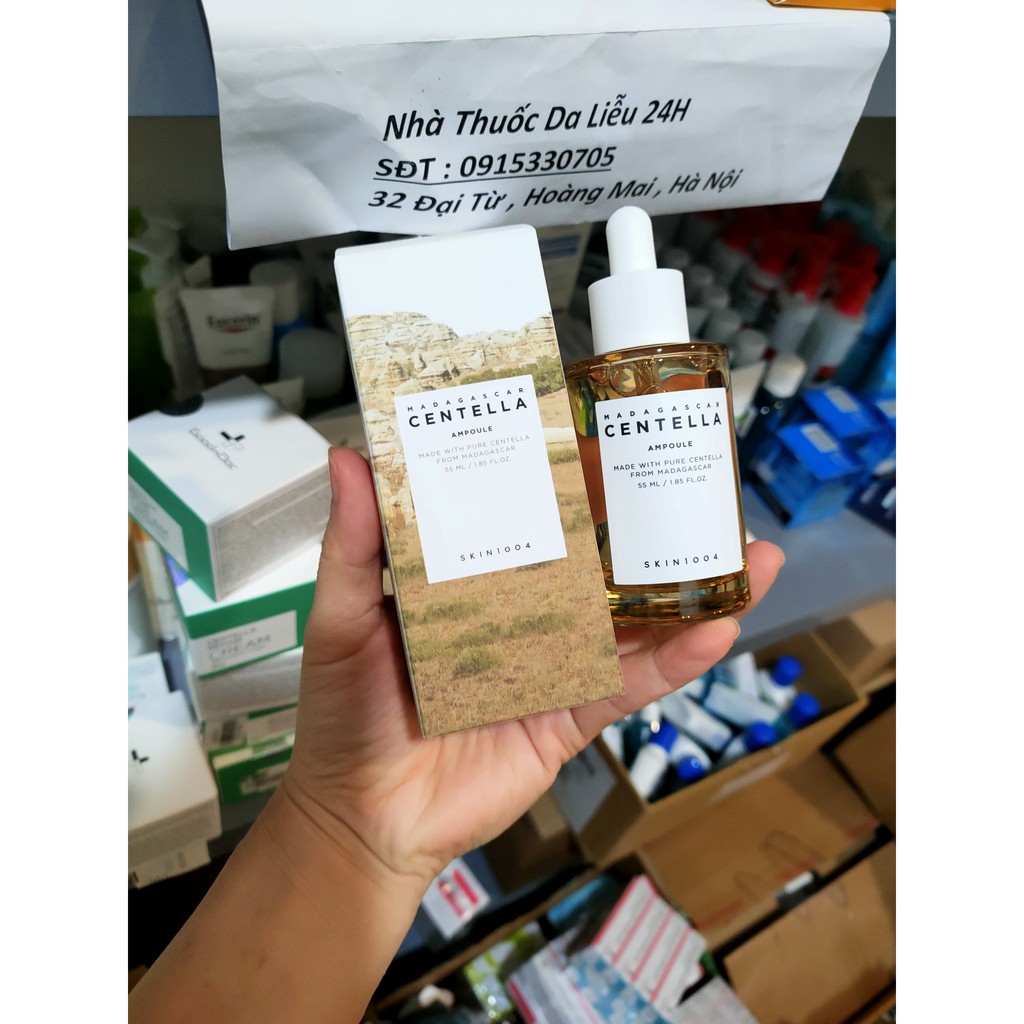 Nhà Thuốc Da Liễu 24H
SĐT : 0915330705
32 Đại Từ , Hoàng Mai , Hà Nội
MADAGASCAR
CENTELLA
AMPOULE
MADE WITH PURE CENTELLA
FROM MADAGASCAR
55 ML / 1.85 FL.OZ.
SKIN1004
MADAGASCAR
CENTELLA
AMPOULE
MADE WITH PURE CENTELLA
FROM MADAGASCAR
55 ML / 1.85 FL.OZ.
SKIN1004
Eucerin
CREAM